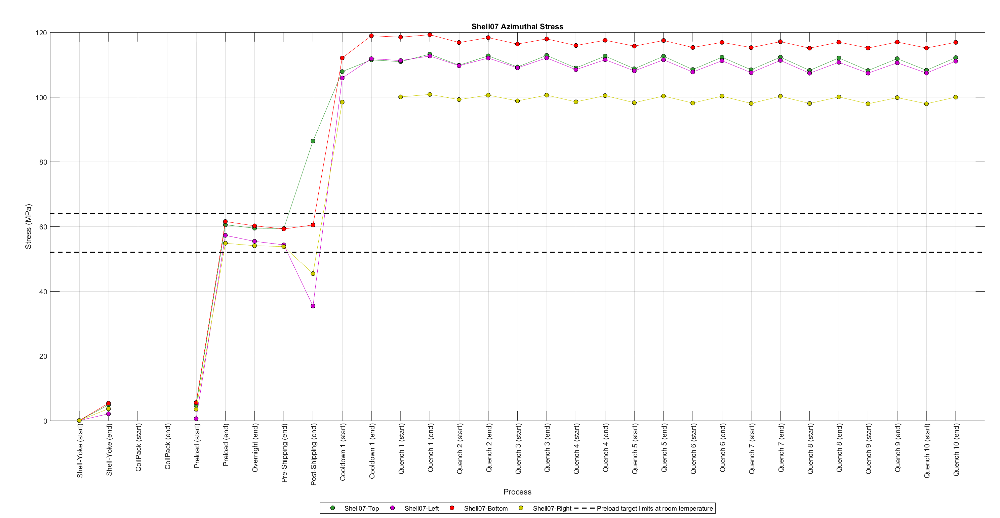 Shell07 Azimuthal Stress
120
100
80
60
40
20
0
Stress (MPa)
Shell-Yoke (start)
Shell-Yoke (end)
CoilPack (start)
CoilPack (end)
Preload (start)
Preload (end)
Overnight (end)
Pre-Shipping (end)
Post-Shipping (end)
Cooldown 1 (start)
Cooldown 1 (end)
Quench 1 (start)
Quench 1 (end)
Quench 2 (start)
Quench 2 (end)
Quench 3 (start)
Quench 3 (end)
Quench 4 (start)
Quench 4 (end)
Quench 5 (start)
Quench 5 (end)
Quench 6 (start)
Quench 6 (end)
Quench 7 (start)
Quench 7 (end)
Quench 8 (start)
Quench 8 (end)
Quench 9 (start)
Quench 9 (end)
Quench 10 (start)
Quench 10 (end)
Process
Shell07-Top Shell07-Left Shell07-Bottom Shell07-Right Preload target limits at room temperature